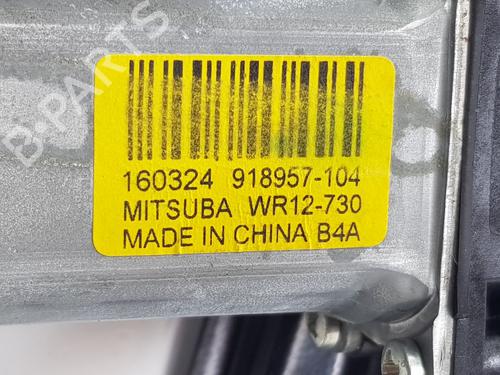 B-PARTS
160324 918957-104
MITSUBA WR12-730
MADE IN CHINA B4A